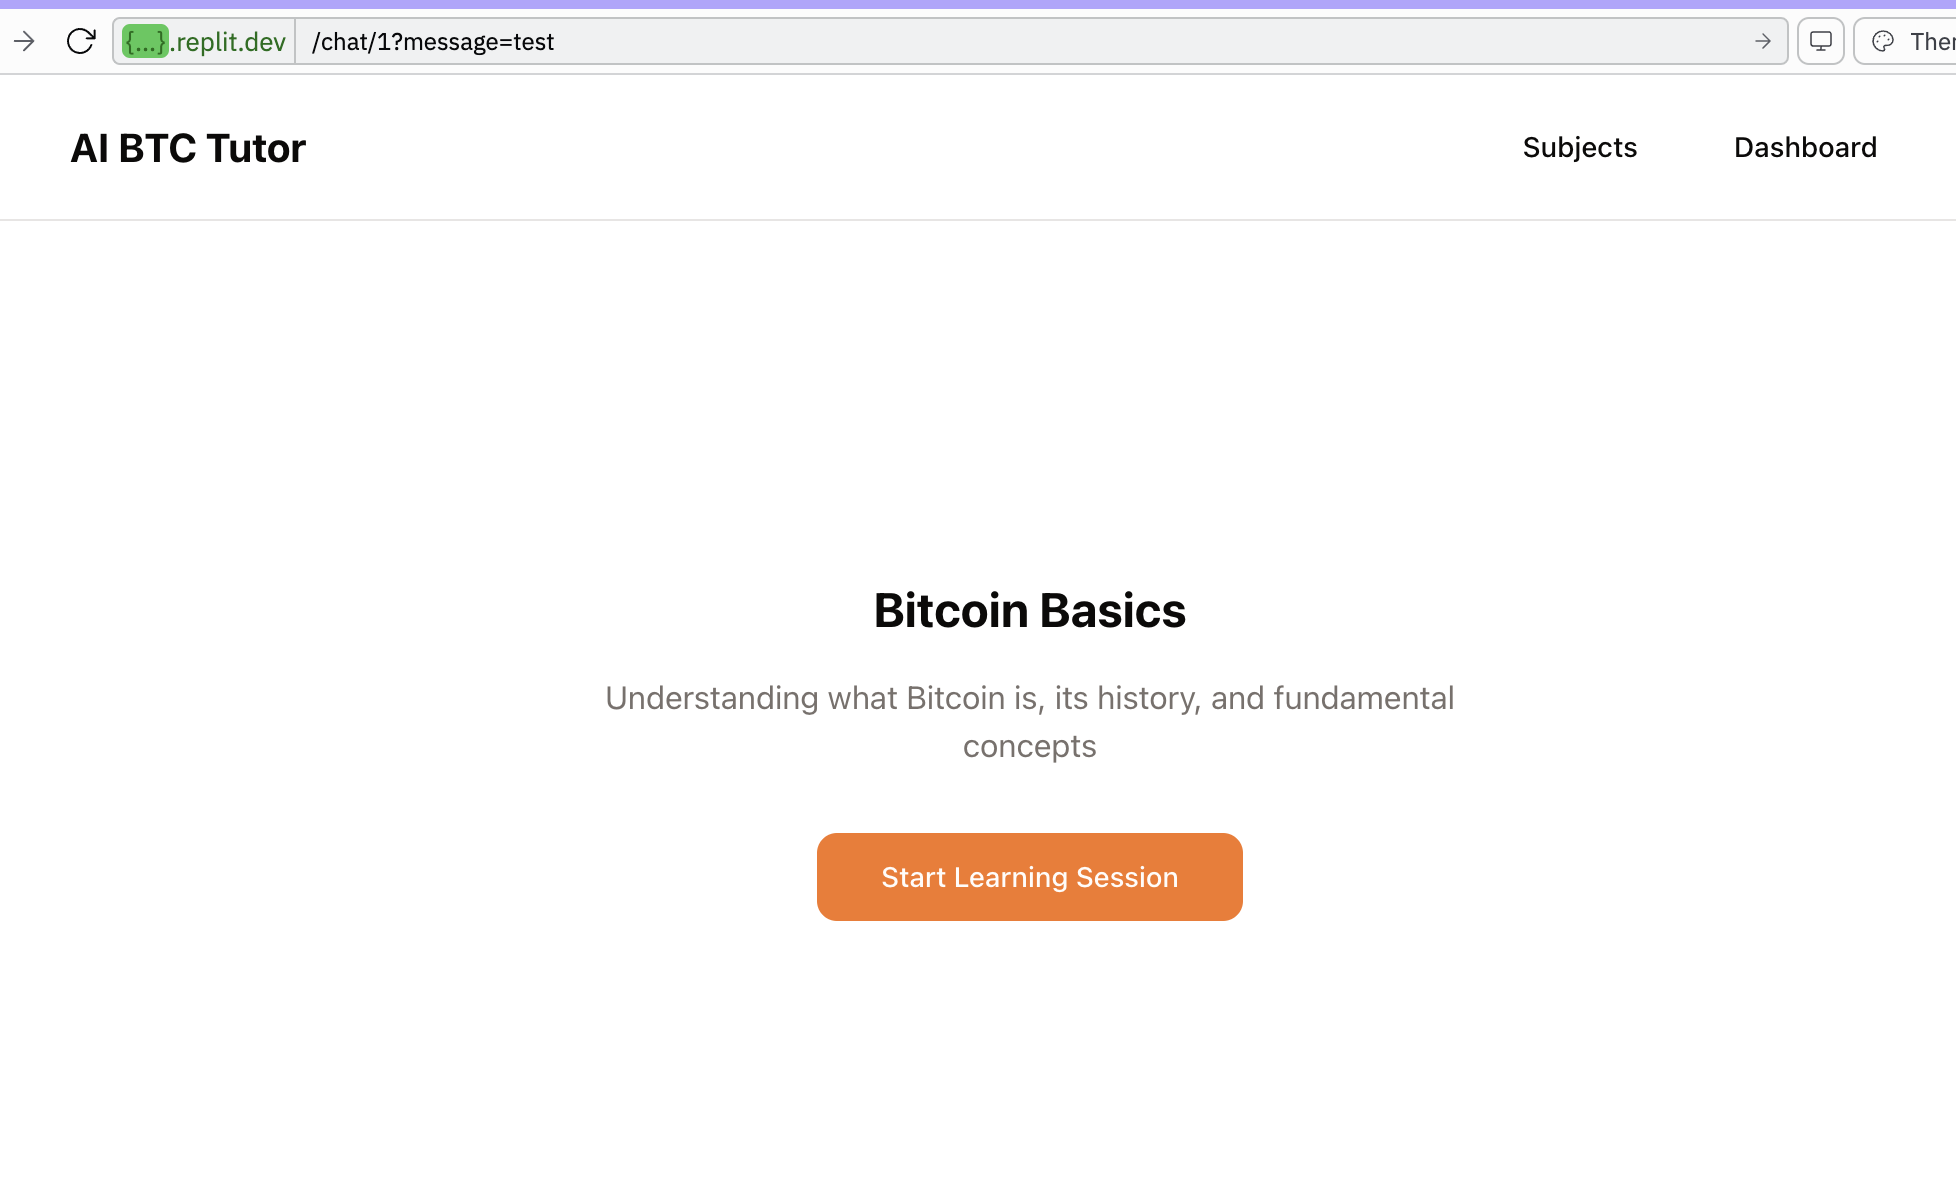 {...}.replit.dev /chat/1?message=test
AI BTC Tutor
Subjects Dashboard
Bitcoin Basics
Understanding what Bitcoin is, its history, and fundamental
concepts
Start Learning Session